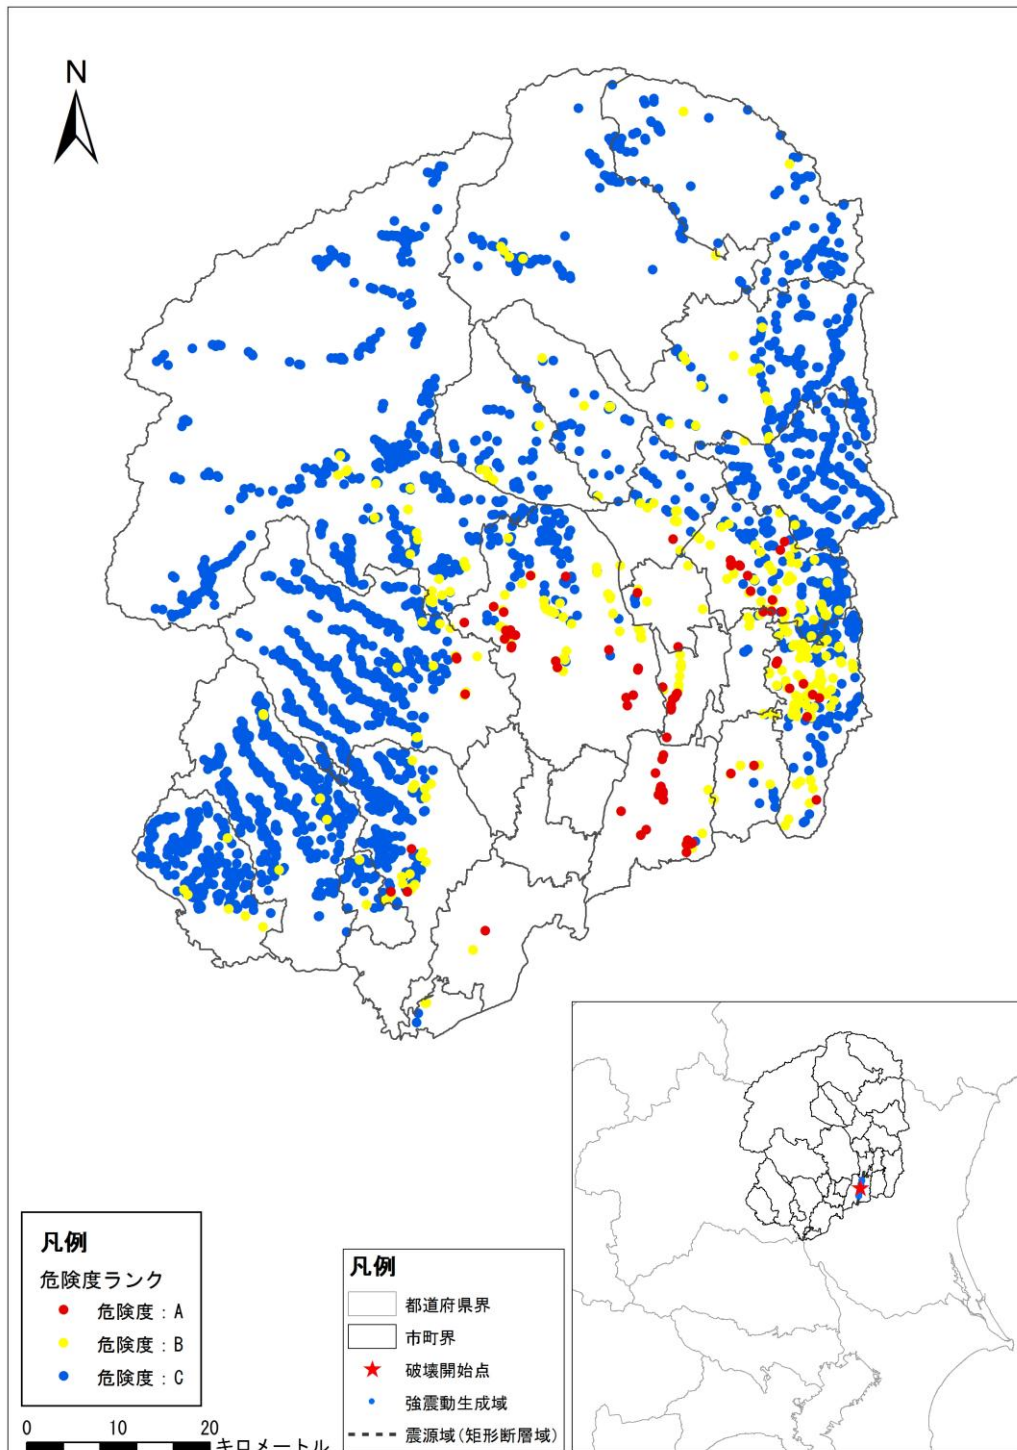 N
凡例
危険度ランク
危険度：A
危険度：B
危険度：C
0 10 20
キロメートル
凡例
都道府県界
市町界
破壊開始点
強震動生成域
震源域(矩形断層域)